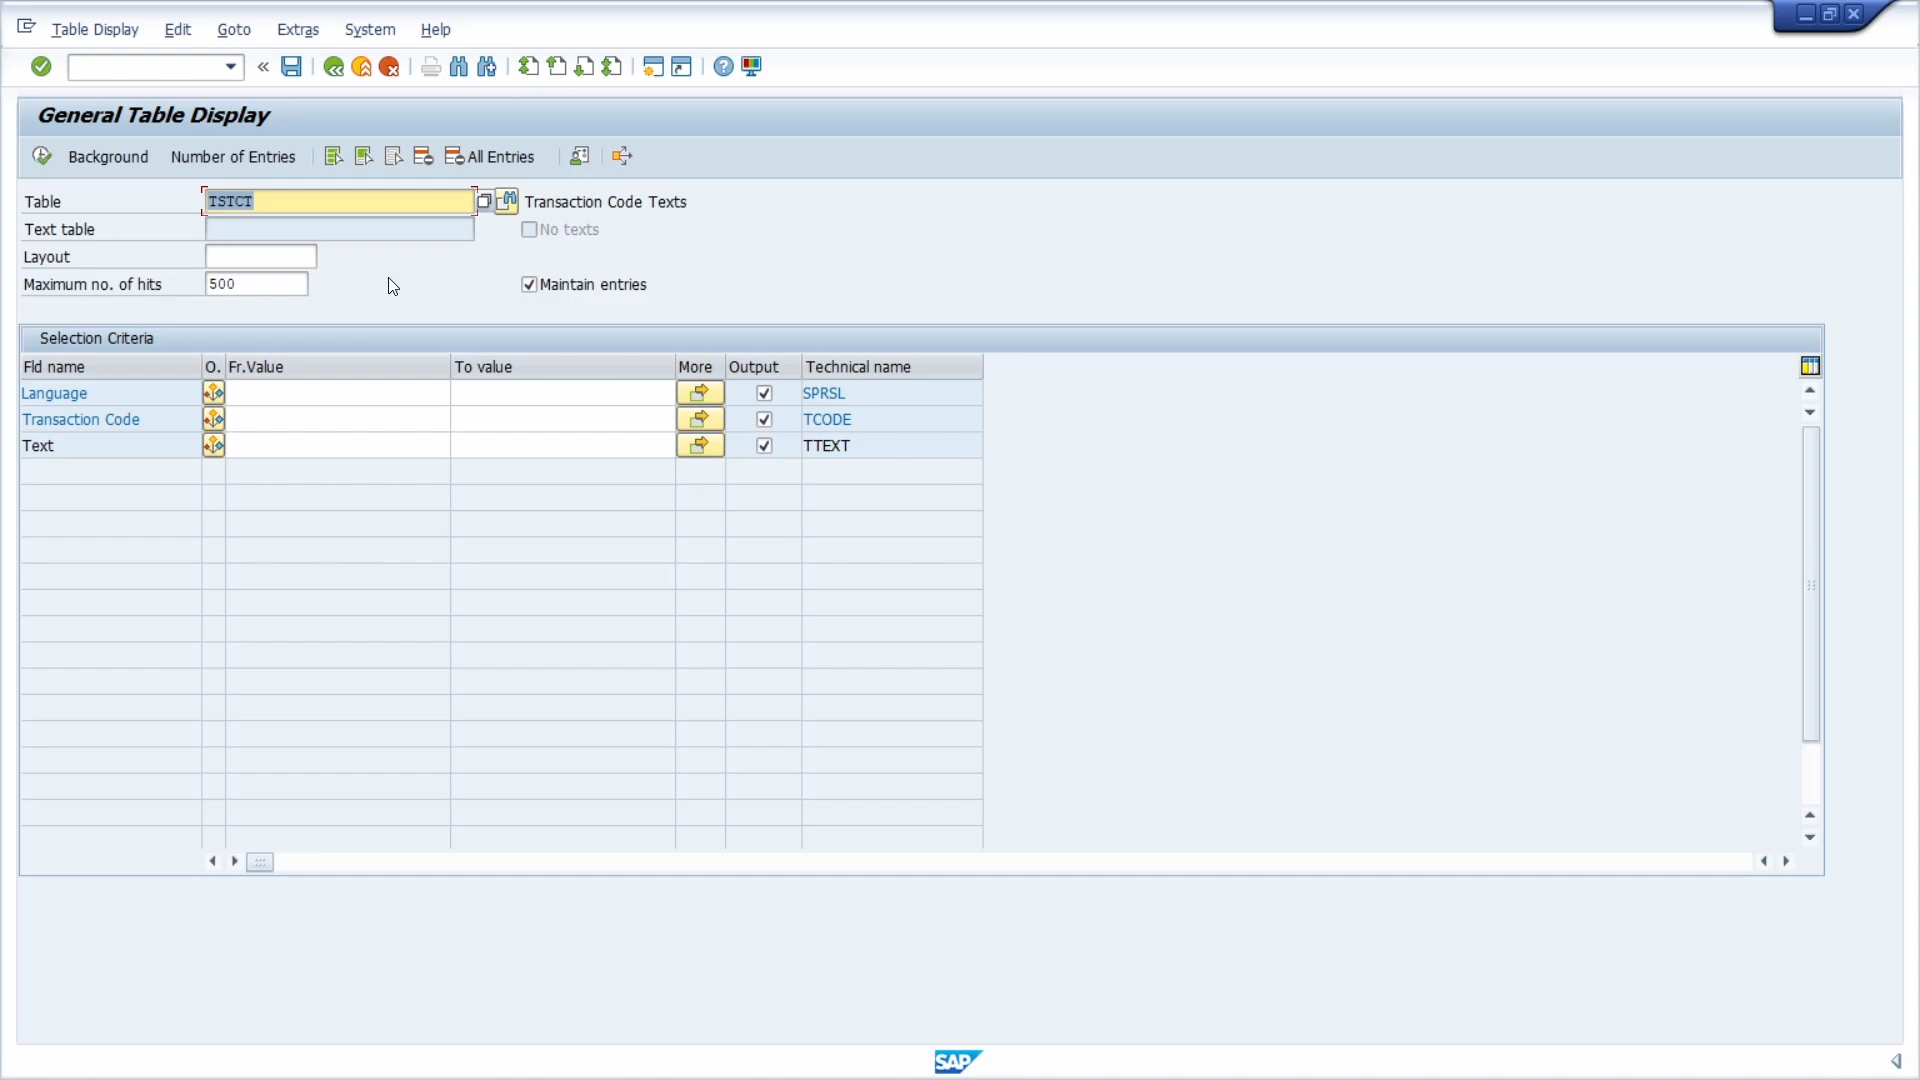 Table Display Edit Goto Extras System Help
General Table Display
Background Number of Entries All Entries
Table TSTCT Transaction Code Texts
Text table No texts
Layout
Maximum no. of hits 500 Maintain entries
Selection Criteria
Fld name O. Fr.Value To value More Output Technical name
Language SPRSL
Transaction Code TCODE
Text TTEXT
SAP